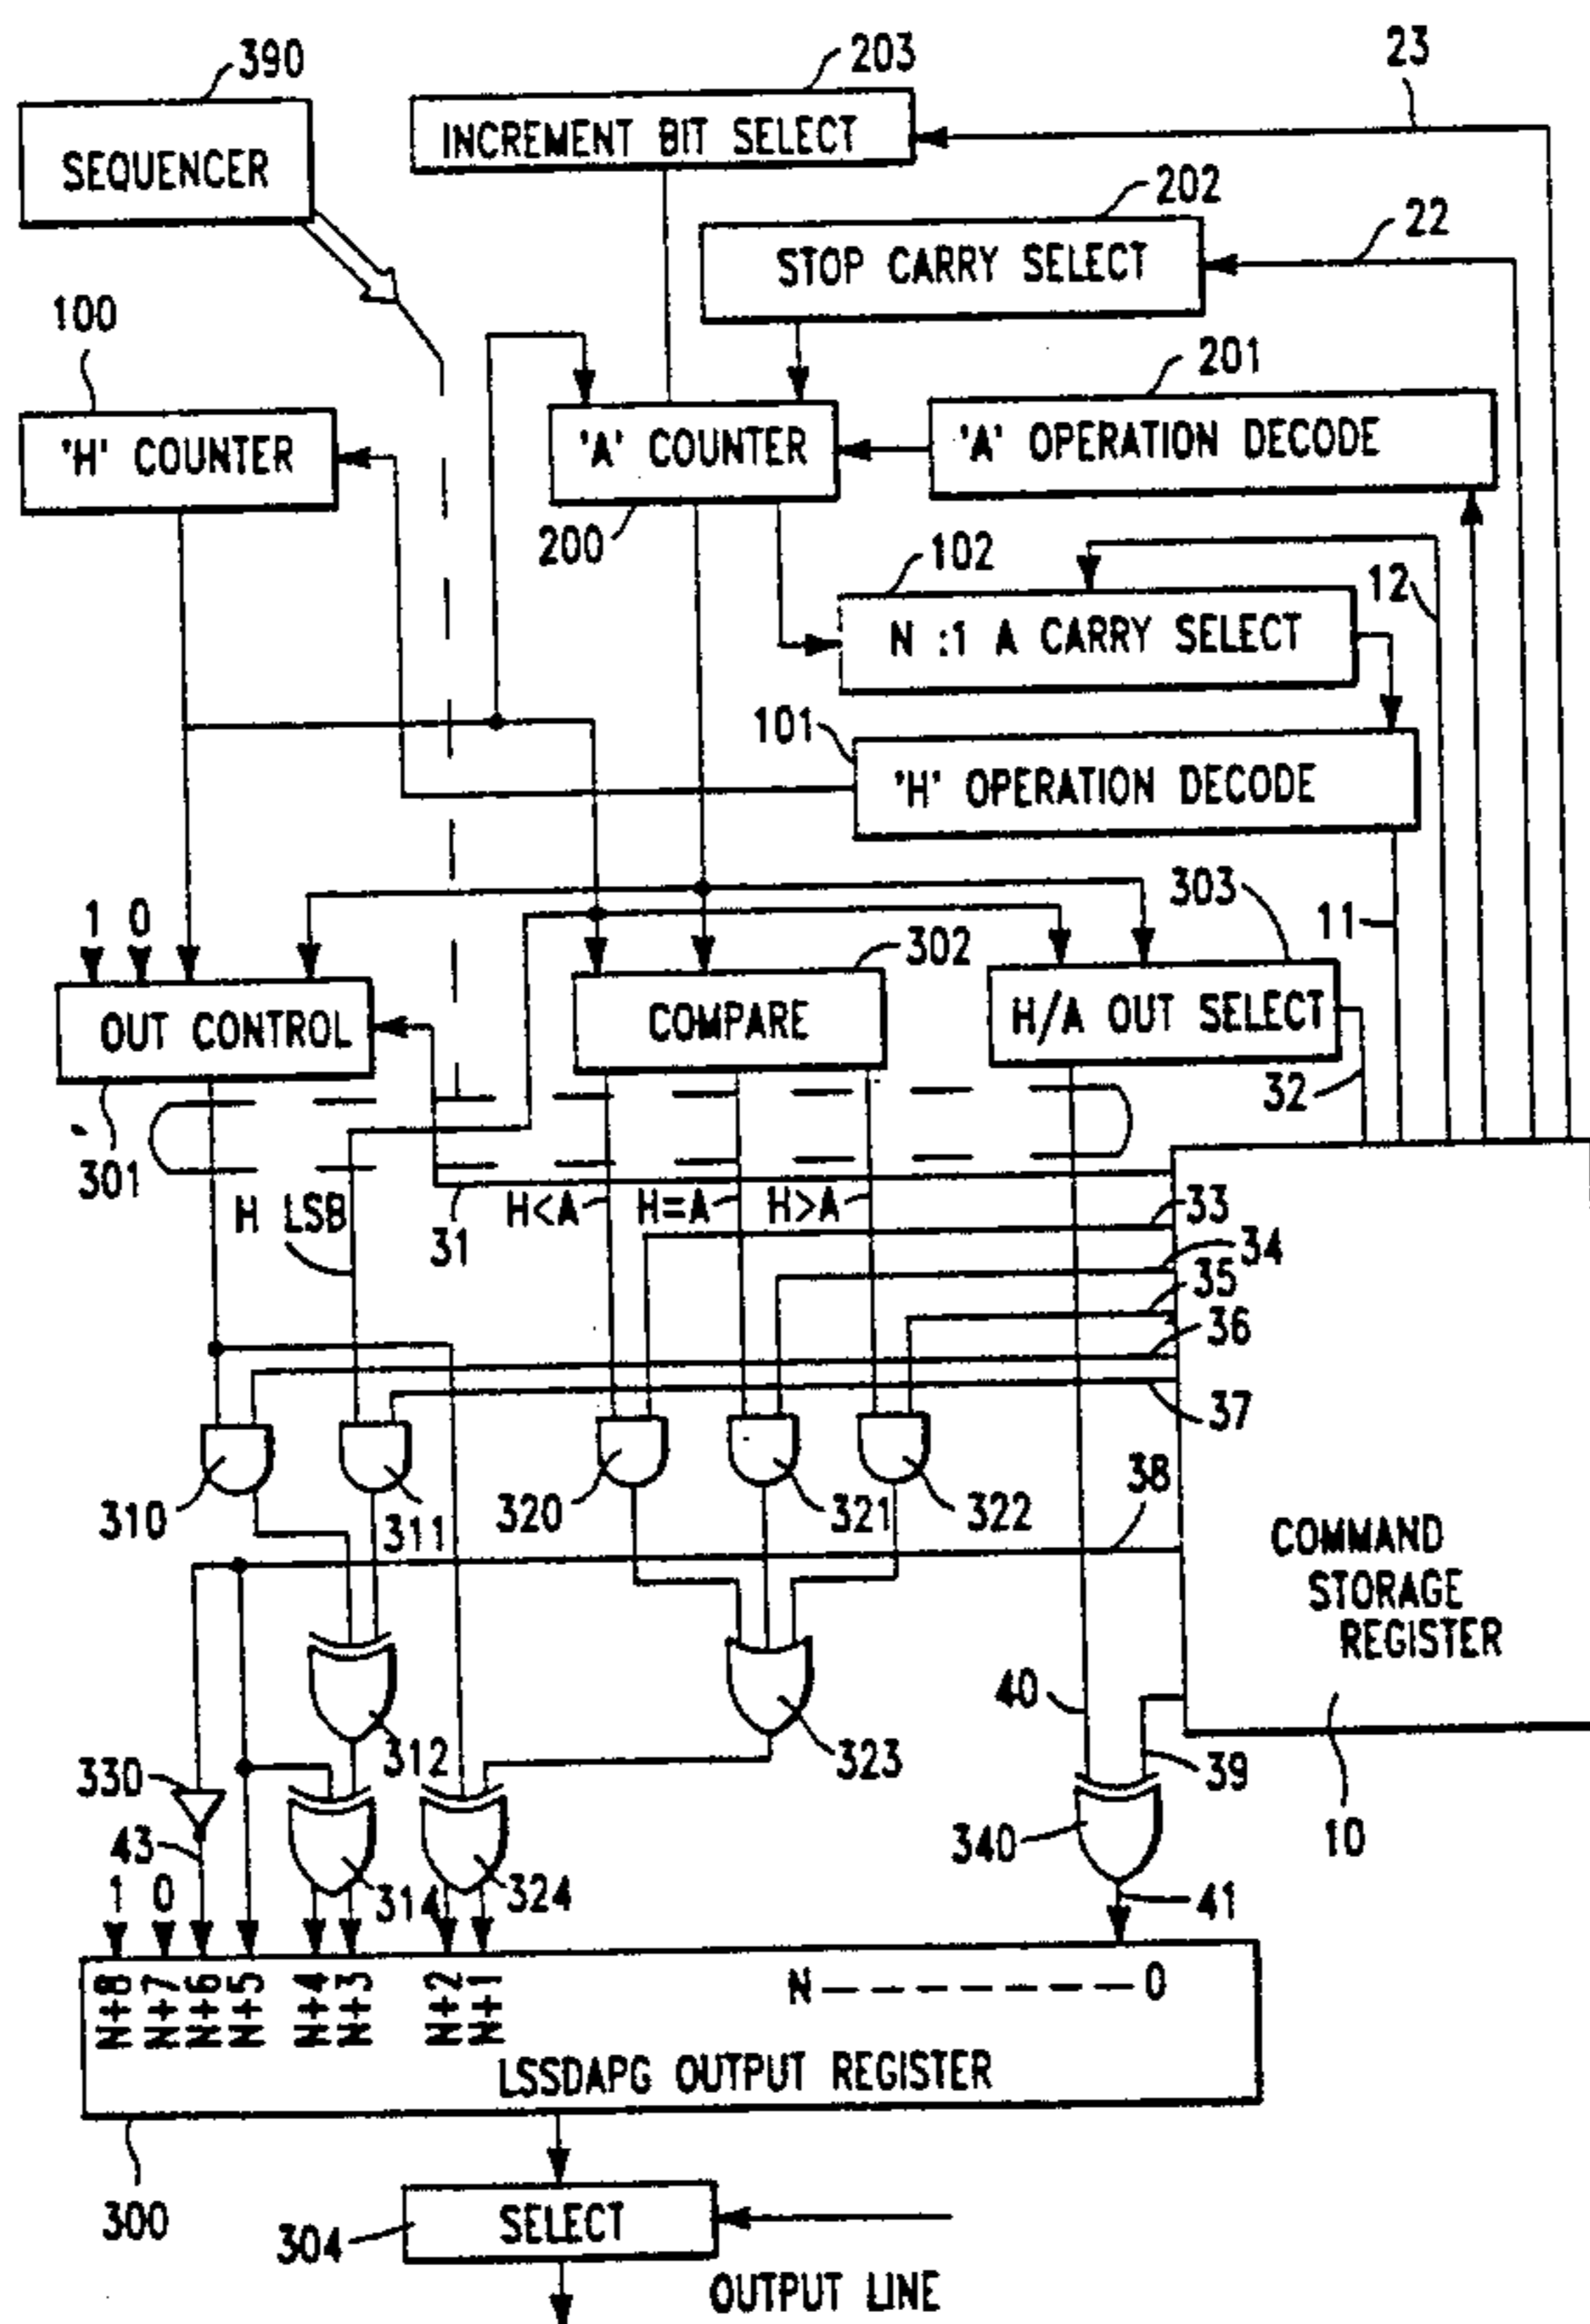 390
203
23
SEQUENCER
INCREMENT BIT SELECT
202
22
STOP CARRY SELECT
100
201
'H' COUNTER
'A' COUNTER
'A' OPERATION DECODE
200
102
12
N :1 A CARRY SELECT
101
'H' OPERATION DECODE
303
1 0
11
302
OUT CONTROL
COMPARE
H/A OUT SELECT
32
301
H LSB
H<A
H=A
H>A
33
31
34
35
36
37
38
310
311
320
321
322
COMMAND
STORAGE
REGISTER
40
312
323
330
39
43
340
10
1 0
314
324
41
N+8
N+7
N+6
N+5
N+4
N+3
N+2
N+1
N-------0
LSSDAPG OUTPUT REGISTER
300
SELECT
304
OUTPUT LINE